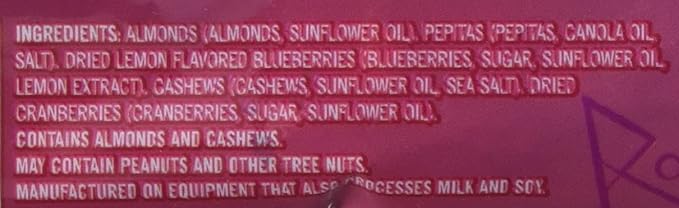 INGREDIENTS: ALMONDS (ALMONDS, SUNFLOWER OIL). PEPITAS (PEPITAS, CANOLA OIL,
SALT). DRIED LEMON FLAVORED BLUEBERRIES (BLUEBERRIES, SUGAR, SUNFLOWER OIL,
LEMON EXTRACT). CASHEWS (CASHEWS, SUNFLOWER OIL, SEA SALT). DRIED
CRANBERRIES (CRANBERRIES, SUGAR, SUNFLOWER OIL).
CONTAINS ALMONDS AND CASHEWS.
MAY CONTAIN PEANUTS AND OTHER TREE NUTS.
MANUFACTURED ON EQUIPMENT THAT ALSO PROCESSES MILK AND SOY.